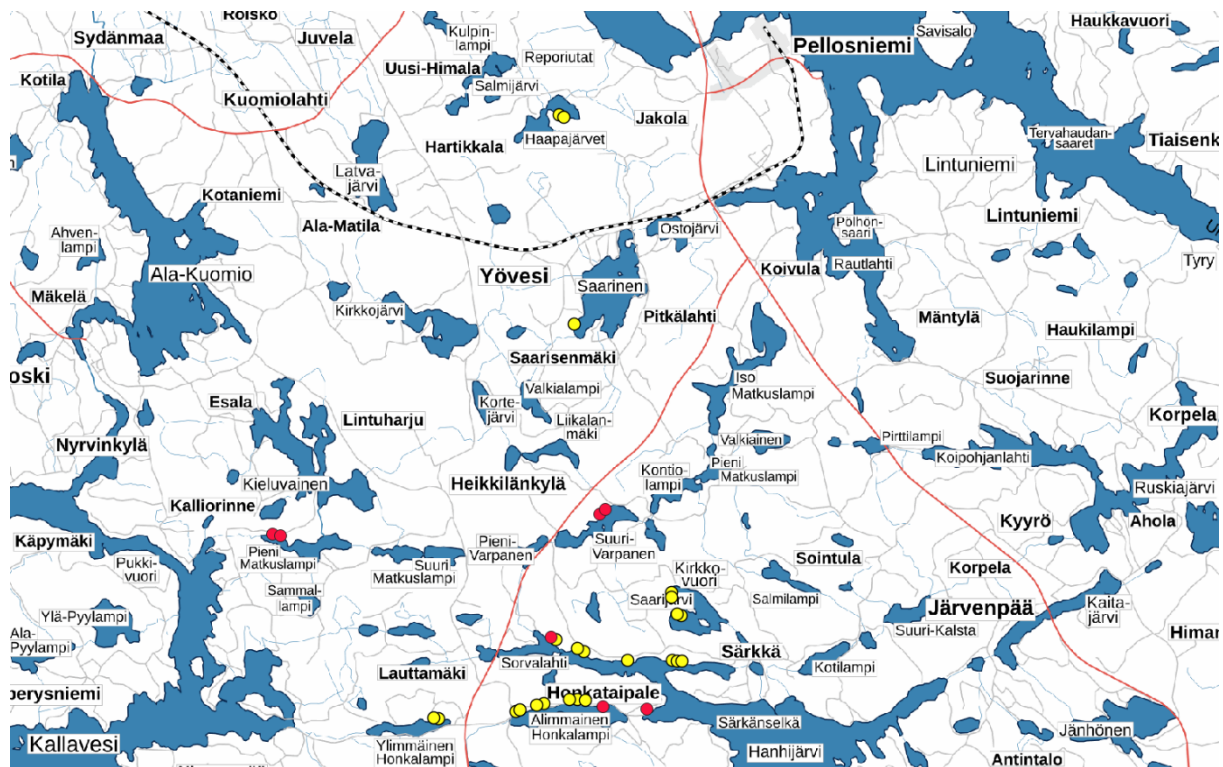 Roisko
Sydänmaa
Juvela
Kulpin-
lampi
Reporiutat
Pellosniemi
Savisalo
Haukkavuori
Kotila
Uusi-Himala
Salmijärvi
Kuomiolahti
Jakola
Haapajärvet
Hartikkala
Tervahaudan-
saaret
Tiaisenk
Lintuniemi
Latva-
järvi
Kotaniemi
Lintuniemi
Ala-Matila
Ostojärvi
Pölhön-
saari
Ahven-
lampi
Ala-Kuomio
Yövesi
Koivula
Rautlahti
Tyry
Saarinen
Mäkelä
Kirkkojärvi
Pitkälahti
Mäntylä
Haukilampi
Saarisenmäki
oski
Iso
Matkuslampi
Suojarinne
Valkialampi
Esala
Korte-
järvi
Lintuharju
Liikalan-
mäki
Korpela
Nyrvinkylä
Valkiainen
Pirttilampi
Koipohjanlahti
Pieni
Matkuslampi
Kontio-
lampi
Heikkilänkylä
Kieluvainen
Ruskiajärvi
Kalliorinne
Kyyrö
Ahola
Käpymäki
Pieni
Matkuslampi
Pieni-
Varpanen
Suuri-
Varpanen
Pukki-
vuori
Suuri
Matkuslampi
Sointula
Korpela
Kirkko-
vuori
Sammal-
lampi
Saarijärvi
Salmilampi
Järvenpää
Kaita-
järvi
Ylä-Pyylampi
Suuri-Kalsta
Himar
Ala-
Pyylampi
Särkkä
Sorvalahti
Kotilampi
Lauttamäki
perysniemi
Honkataipale
Alimmainen
Honkalampi
Särkänselkä
Jänhönen
Kallavesi
Ylimmäinen
Honkalampi
Hanhijärvi
Antintalo